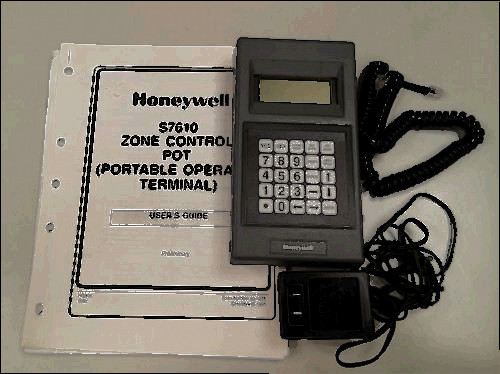 Honeywell
S7610
ZONE CONTROL
POT
(PORTABLE OPERA
TERMINAL)
USER'S GUIDE
Preliminary
7 8 9
4 5 6
1 2 3
0
Honeywell